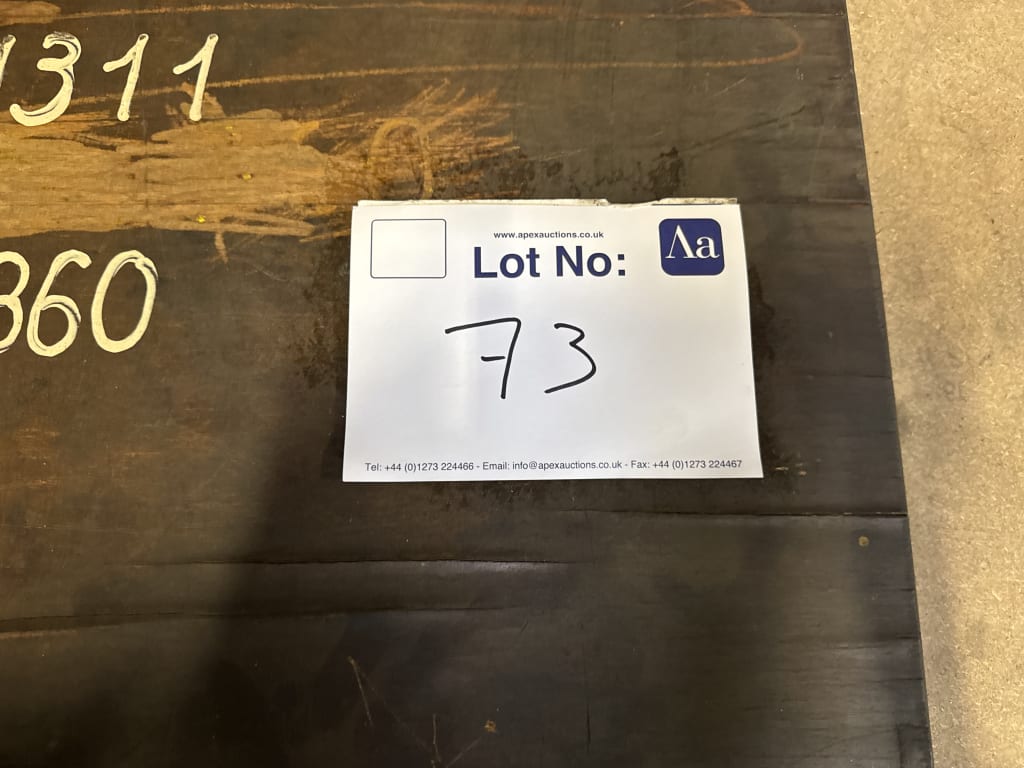 311
360
www.apexauctions.co.uk
Lot No:
Aa
73
Tel: +44 (0)1273 224466 - Email: info@apexauctions.co.uk - Fax: +44 (0)1273 224467